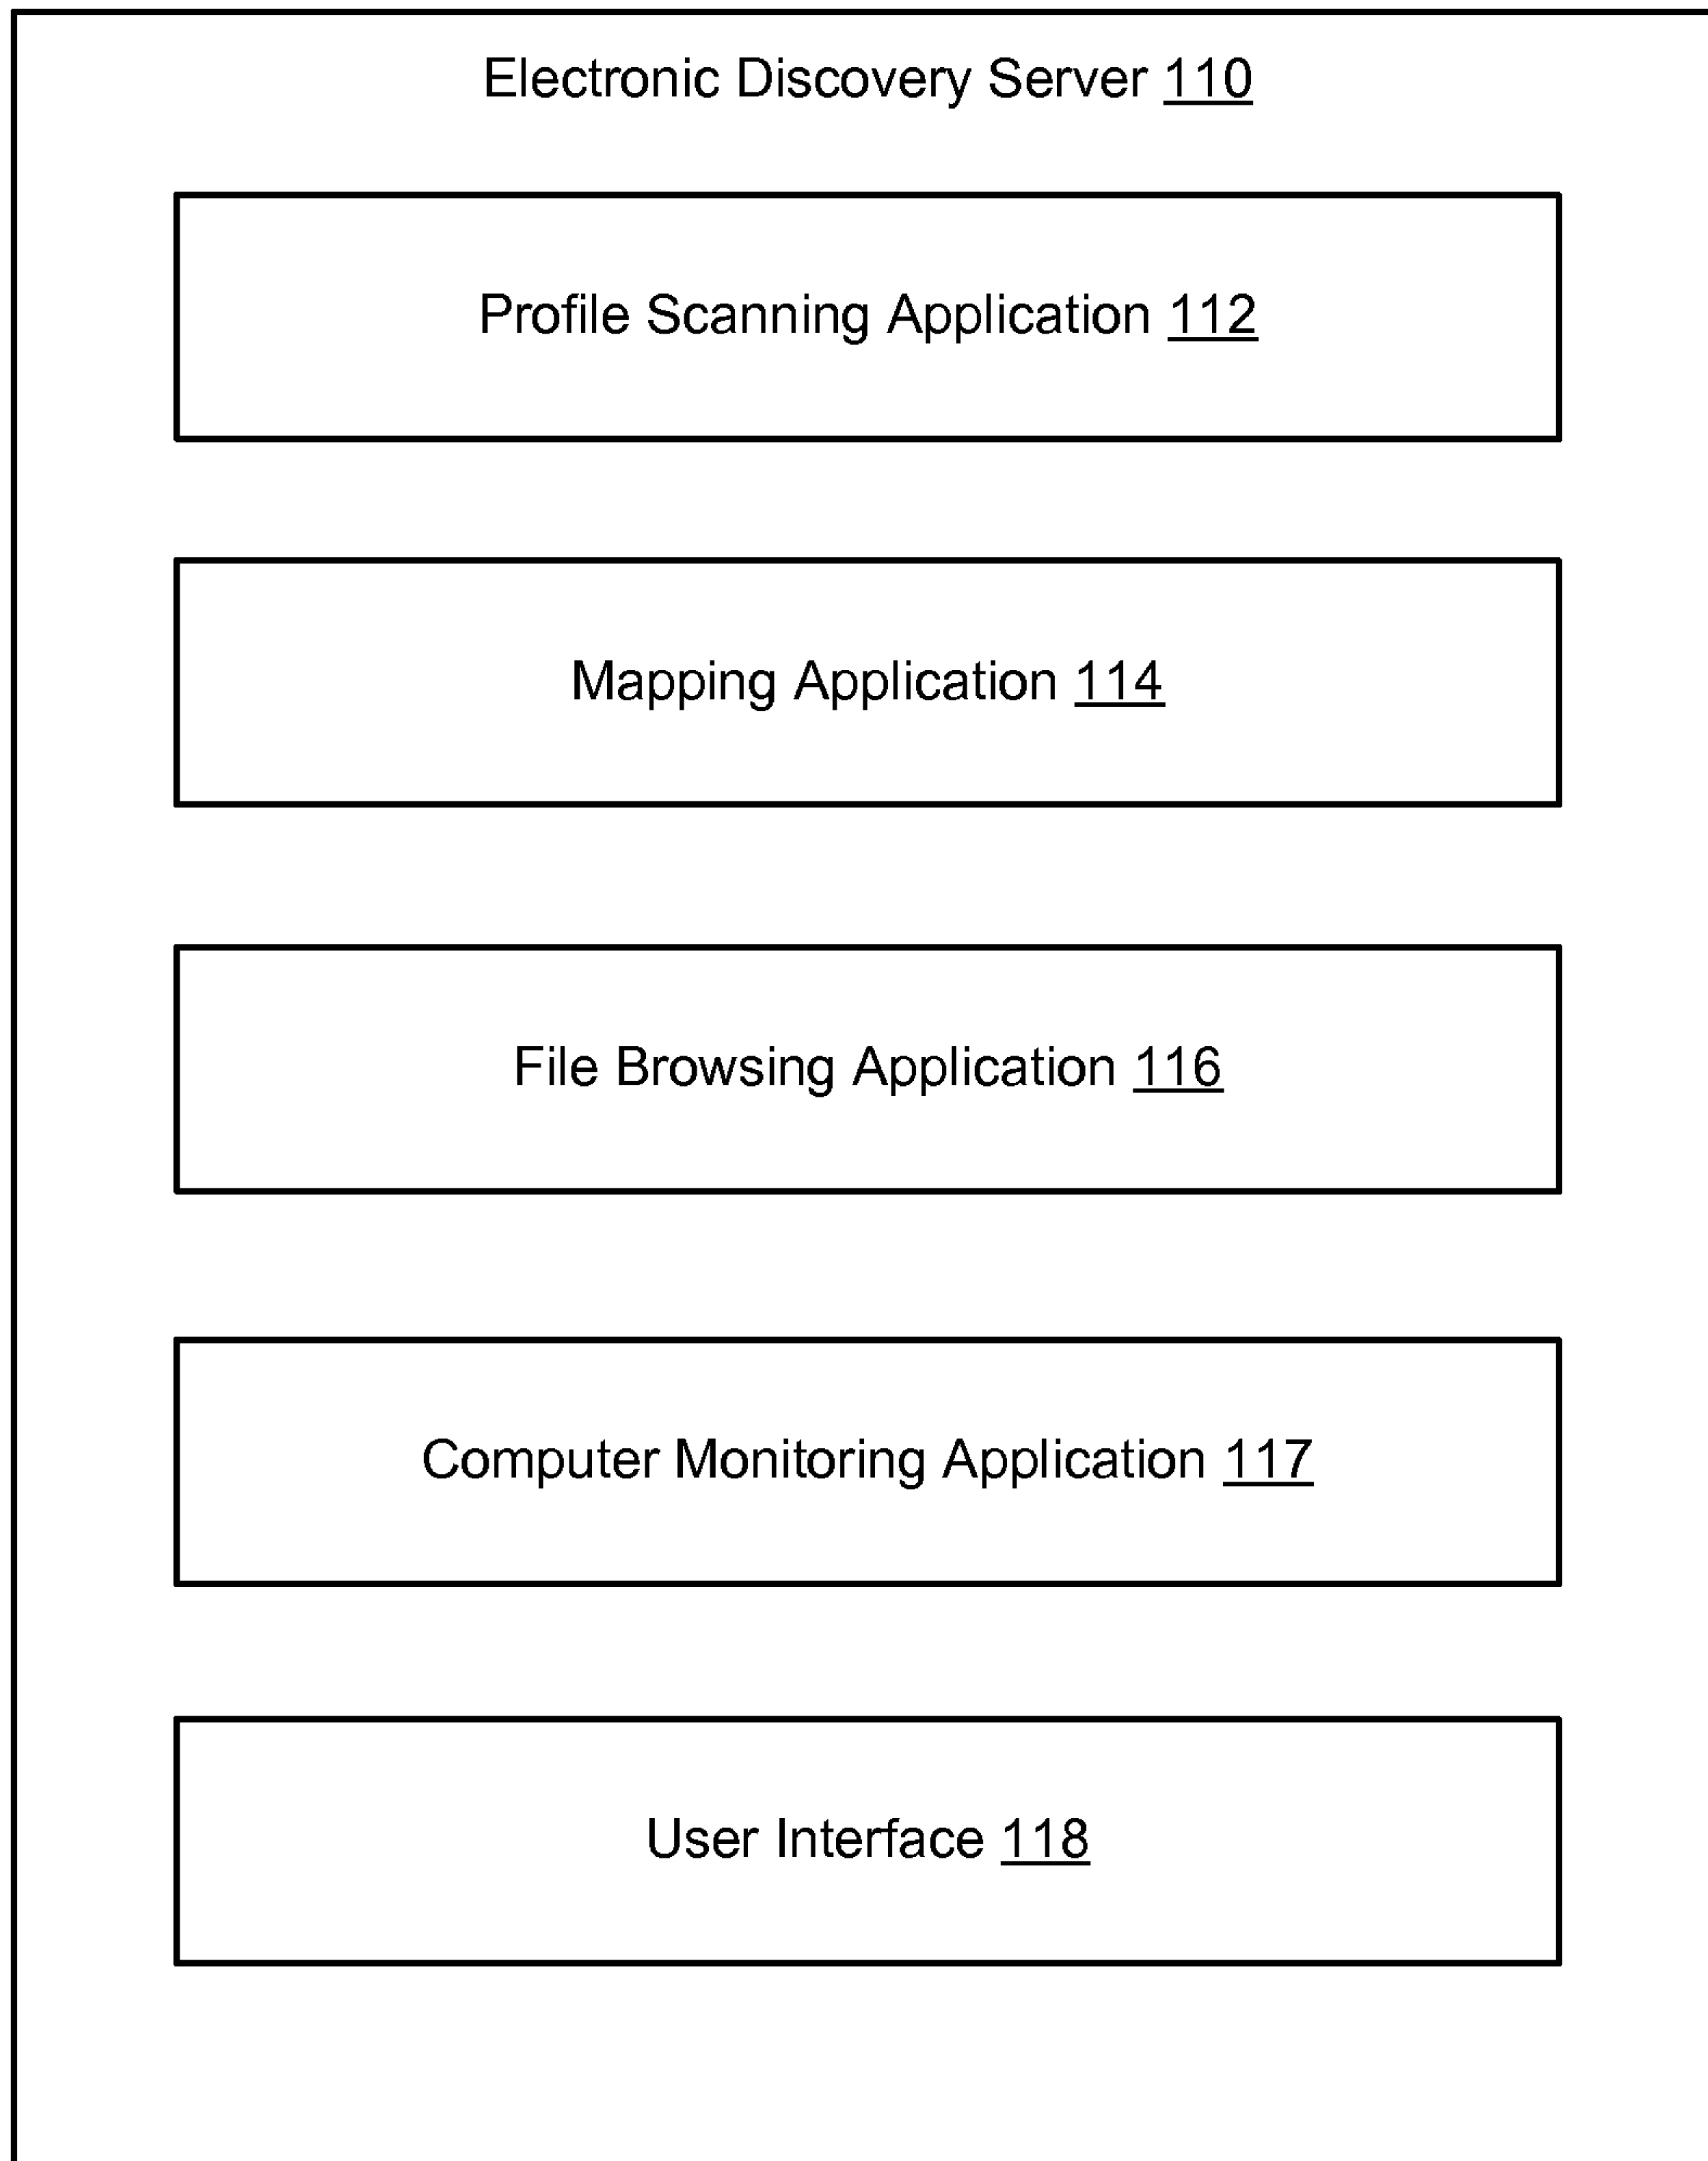 Electronic Discovery Server 110
Profile Scanning Application 112
Mapping Application 114
File Browsing Application 116
Computer Monitoring Application 117
User Interface 118